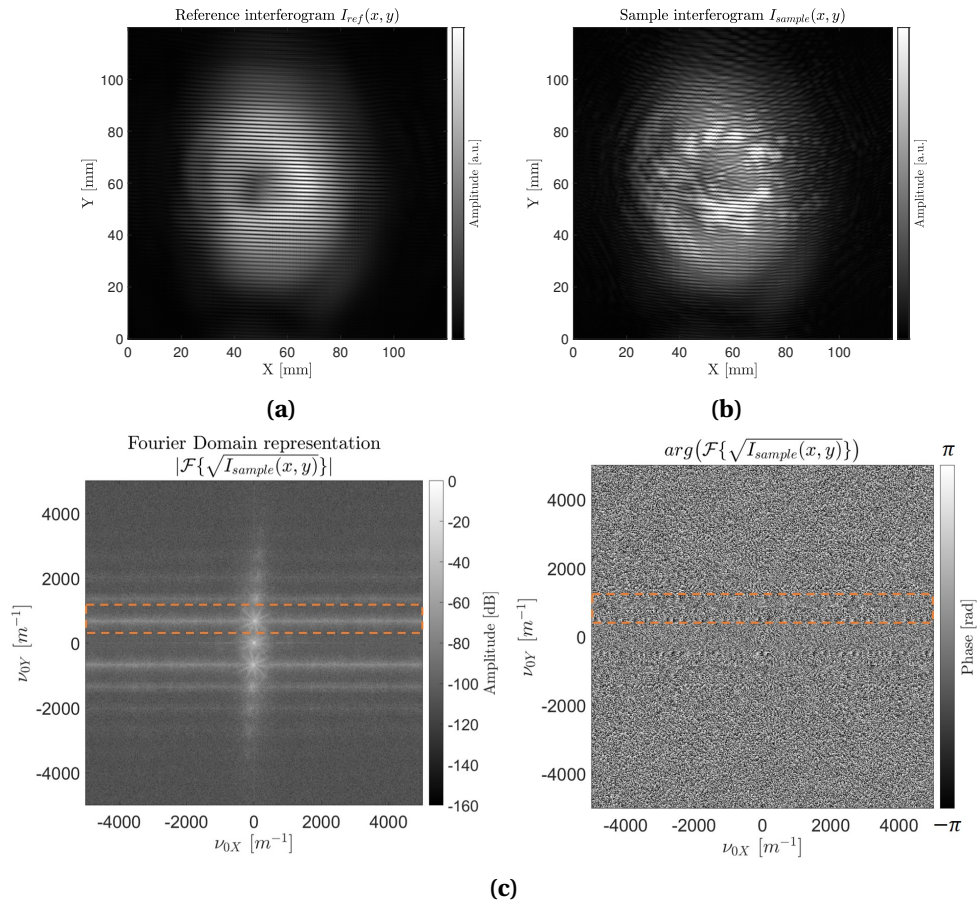 Reference interferogram I_ref(x, y)
Y [mm]
100
80
60
40
20
0
0 20 40 60 80 100
X [mm]
Amplitude [a.u.]
(a)
Sample interferogram I_sample(x, y)
Y [mm]
100
80
60
40
20
0
0 20 40 60 80 100
X [mm]
Amplitude [a.u.]
(b)
Fourier Domain representation
|F{√I_sample(x, y)}|
ν_0Y [m⁻¹]
4000
2000
0
-2000
-4000
-4000 -2000 0 2000 4000
ν_0X [m⁻¹]
0
-20
-40
-60
-80
-100
-120
-140
-160
Amplitude [dB]
arg(F{√I_sample(x, y)})
ν_0Y [m⁻¹]
4000
2000
0
-2000
-4000
-4000 -2000 0 2000 4000
ν_0X [m⁻¹]
π
Phase [rad]
−π
(c)